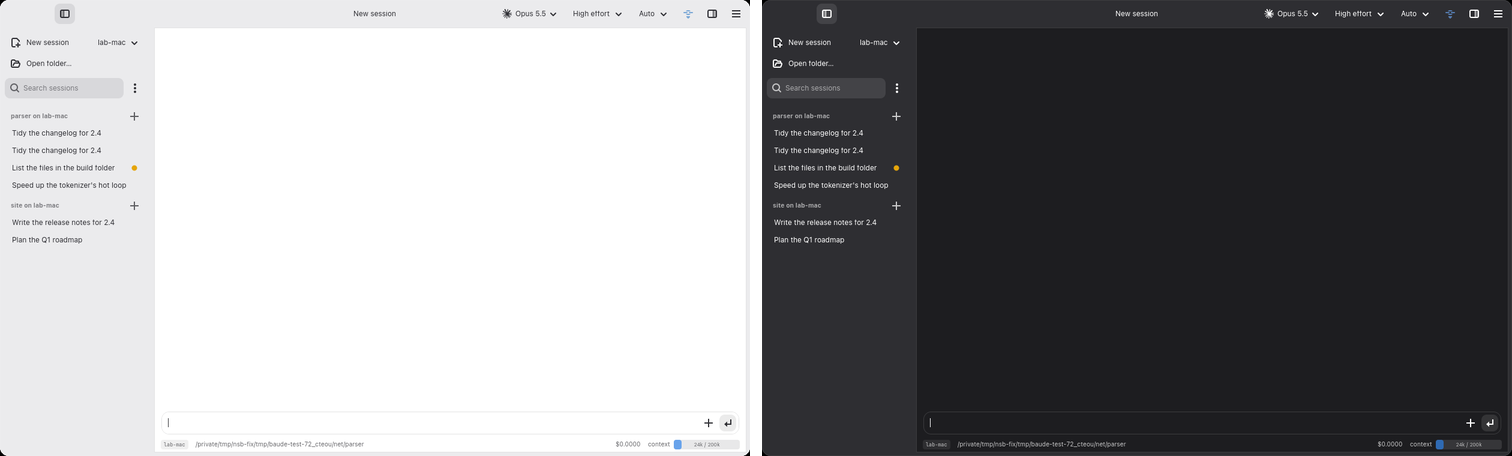 New session
Opus 5.5
High effort
Auto
New session
lab-mac
Open folder...
Search sessions
parser on lab-mac
Tidy the changelog for 2.4
Tidy the changelog for 2.4
List the files in the build folder
Speed up the tokenizer's hot loop
site on lab-mac
Write the release notes for 2.4
Plan the Q1 roadmap
lab-mac
/private/tmp/nsb-fix/tmp/baude-test-72_cteou/net/parser
$0.0000
context
24k / 200k
New session
Opus 5.5
High effort
Auto
New session
lab-mac
Open folder...
Search sessions
parser on lab-mac
Tidy the changelog for 2.4
Tidy the changelog for 2.4
List the files in the build folder
Speed up the tokenizer's hot loop
site on lab-mac
Write the release notes for 2.4
Plan the Q1 roadmap
lab-mac
/private/tmp/nsb-fix/tmp/baude-test-72_cteou/net/parser
$0.0000
context
24k / 200k